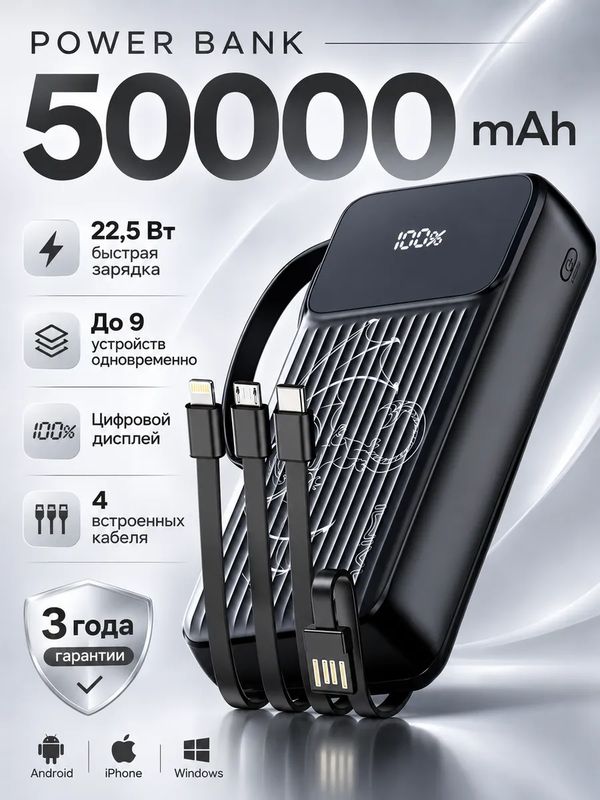 POWER BANK
50000 mAh
100%
22,5 Вт
быстрая
зарядка
До 9
устройств
одновременно
100%
Цифровой
дисплей
4
встроенных
кабеля
3 года
гарантии
Android
iPhone
Windows